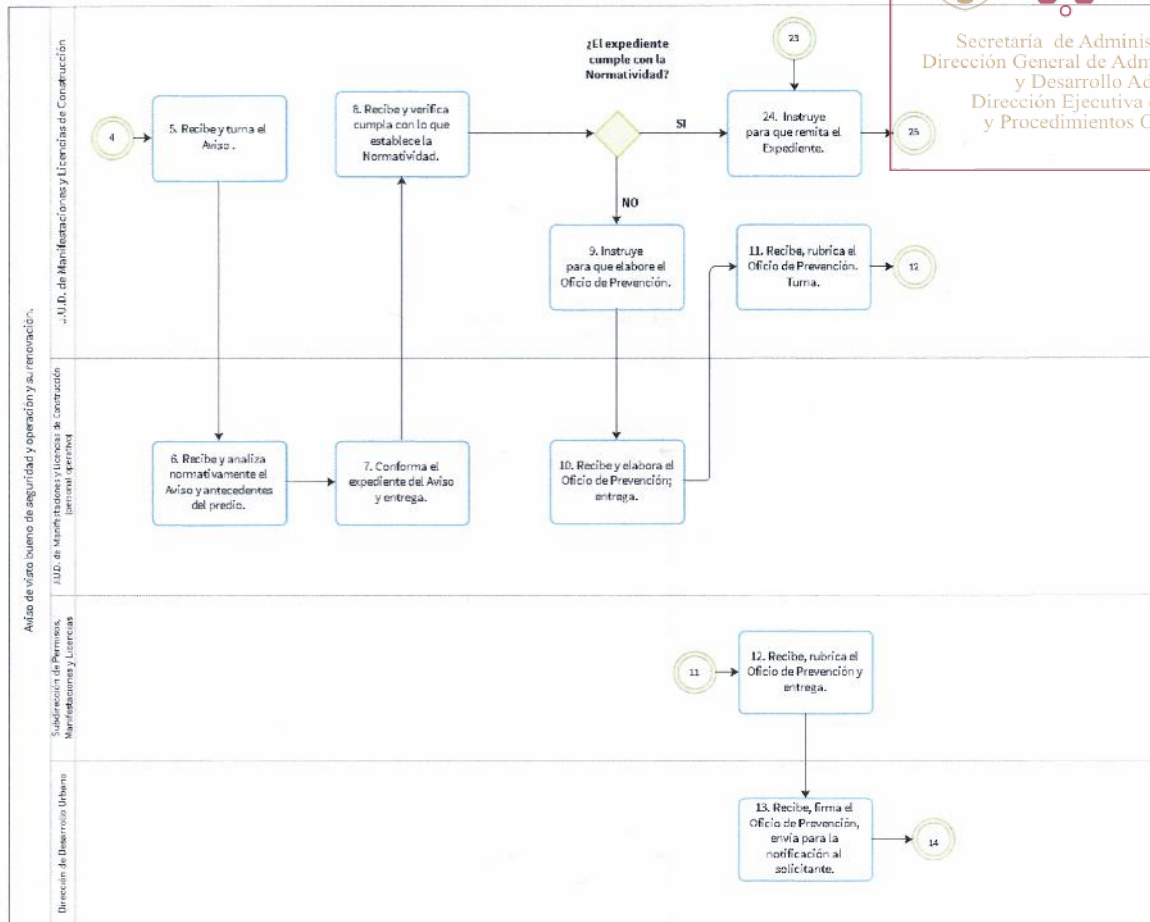 Secretaría de Adminis
Dirección General de Adm
y Desarrollo Ad
Dirección Ejecutiva
y Procedimientos C
Aviso de visto bueno de seguridad y operación y su renovación.
J.U.D. de Manifestaciones y Licencias de Construcción
4
5. Recibe y turna el
Aviso .
8. Recibe y verifica
cumpla con lo que
establece la
Normatividad.
¿El expediente
cumple con la
Normatividad?
SI
NO
23
24. Instruye
para que remita el
Expediente.
25
9. Instruye
para que elabore el
Oficio de Prevención.
11. Recibe, rubrica el
Oficio de Prevención.
Turna.
12
J.U.D. de Manifestaciones y Licencias de Construcción
(personal operativo)
6. Recibe y analiza
normativamente el
Aviso y antecedentes
del predio.
7. Conforma el
expediente del Aviso
y entrega.
10. Recibe y elabora el
Oficio de Prevención;
entrega.
Subdirección de Permisos,
Manifestaciones y Licencias
11
12. Recibe, rubrica el
Oficio de Prevención y
entrega.
Dirección de Desarrollo Urbano
13. Recibe, firma el
Oficio de Prevención,
envía para la
notificación al
solicitante.
14